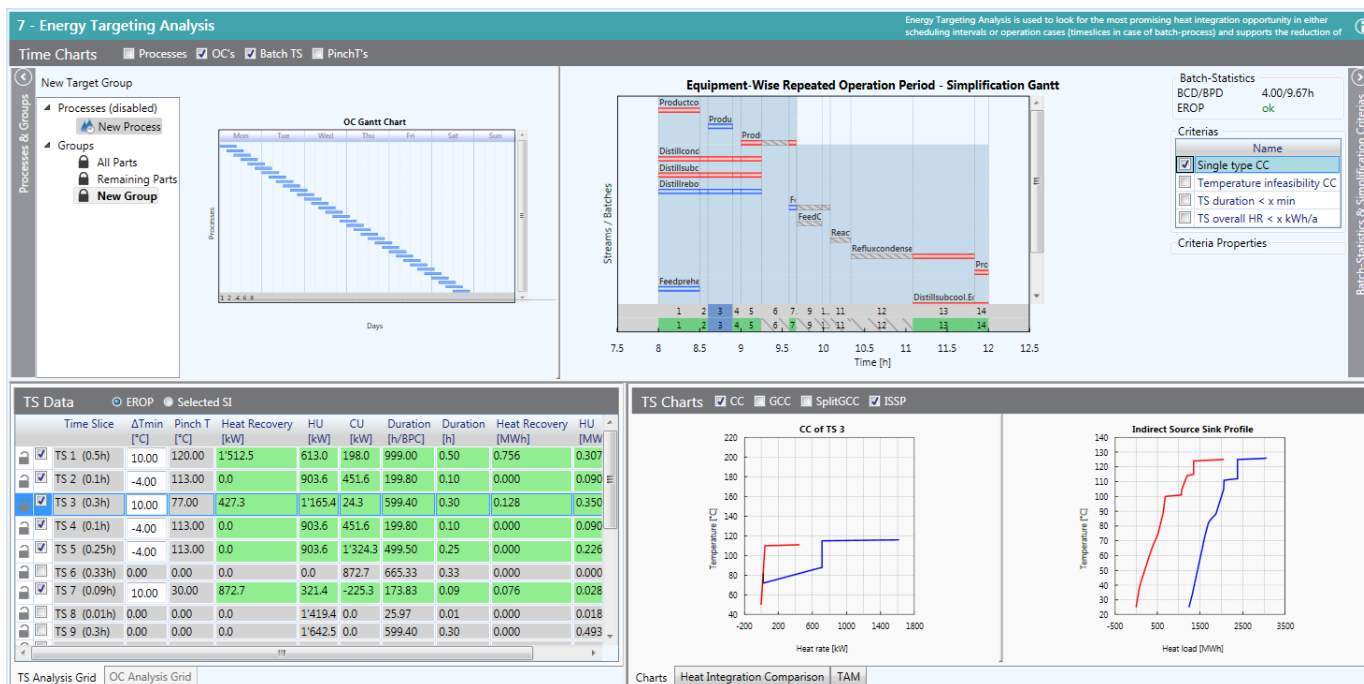 7 - Energy Targeting Analysis
Energy Targeting Analysis is used to look for the most promising heat integration opportunity in either
scheduling intervals or operation cases (timeslices in case of batch-process) and supports the reduction of
Time Charts Processes OC's Batch TS PinchT's
Processes & Groups
New Target Group
Processes (disabled)
New Process
Groups
All Parts
Remaining Parts
New Group
OC Gantt Chart
Mon Tue Wed Thu Fri Sat Sun
Processes
1 2 .4 6 8
Days
Equipment-Wise Repeated Operation Period - Simplification Gantt
Streams / Batches
Productco
Produ
Prod
Distillcond
Distillsubc
Distillrebo
FeedC
Reac
Refluxcondense
Pro
Feedprehe
Distillsubcool.Ec
1 2 3 4 5 6 7 9 1.. 11 12 13 14
1 2 3 4 5 6 7 9 1 11 12 13 14
7.5 8 8.5 9 9.5 10 10.5 11 11.5 12 12.5
Time [h]
Batch-Statistics
BCD/BPD 4.00/9.67h
EROP ok
Criterias
Name
Single type CC
Temperature infeasibility CC
TS duration < x min
TS overall HR < x kWh/a
Criteria Properties
Batch-Statistics & Simplification Criteria
TS Data EROP Selected SI
Time Slice ΔTmin Pinch T Heat Recovery HU CU Duration Duration Heat Recovery HU
[°C] [°C] [kW] [kW] [kW] [h/BPC] [h] [MWh] [MW
TS 1 (0.5h) 10.00 120.00 1'512.5 613.0 198.0 999.00 0.50 0.756 0.307
TS 2 (0.1h) -4.00 113.00 0.0 903.6 451.6 199.80 0.10 0.000 0.090
TS 3 (0.3h) 10.00 77.00 427.3 1'165.4 24.3 599.40 0.30 0.128 0.350
TS 4 (0.1h) -4.00 113.00 0.0 903.6 451.6 199.80 0.10 0.000 0.090
TS 5 (0.25h) -4.00 113.00 0.0 903.6 1'324.3 499.50 0.25 0.000 0.226
TS 6 (0.33h) 0.00 0.00 0.0 0.0 872.7 665.33 0.33 0.000 0.000
TS 7 (0.09h) 10.00 30.00 872.7 321.4 -225.3 173.83 0.09 0.076 0.028
TS 8 (0.01h) 0.00 0.00 0.0 1'419.4 0.0 25.97 0.01 0.000 0.018
TS 9 (0.3h) 0.00 0.00 0.0 1'642.5 0.0 599.40 0.30 0.000 0.493
TS Analysis Grid OC Analysis Grid
TS Charts CC GCC SplitGCC ISSP
CC of TS 3
Temperature [°C]
220
200
180
160
140
120
100
80
60
40
-200 200 600 1000 1400 1800
Heat rate [kW]
Indirect Source Sink Profile
Temperature [°C]
140
130
120
110
100
90
80
70
60
50
40
30
20
-500 500 1500 2500 3500
Heat load [MWh]
Charts Heat Integration Comparison TAM